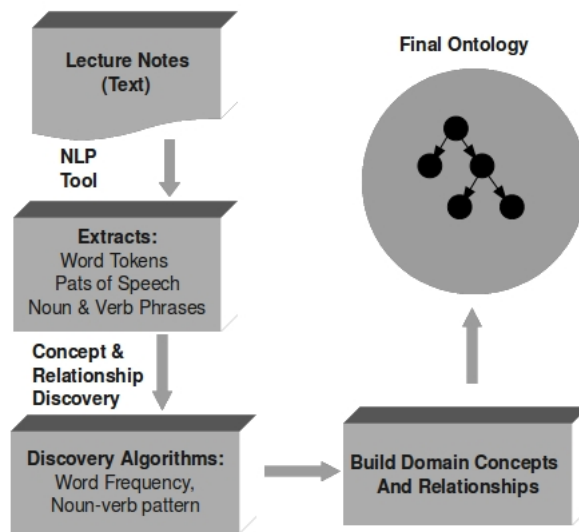 Lecture Notes
(Text)
NLP
Tool
Extracts:
Word Tokens
Pats of Speech
Noun & Verb Phrases
Concept &
Relationship
Discovery
Discovery Algorithms:
Word Frequency,
Noun-verb pattern
Build Domain Concepts
And Relationships
Final Ontology